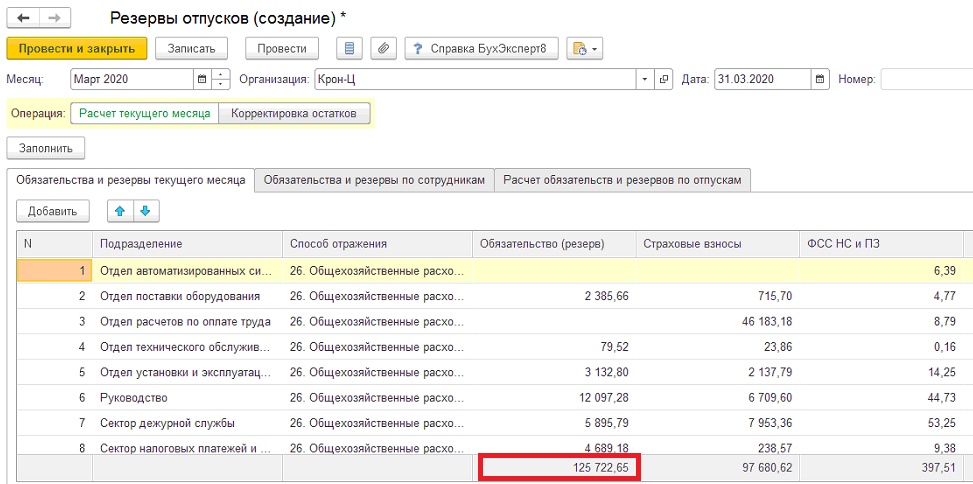 Резервы отпусков (создание) *
Провести и закрыть Записать Провести ? Справка БухЭксперт8
Месяц: Март 2020 Организация: Крон-Ц Дата: 31.03.2020 Номер:
Операция: Расчет текущего месяца Корректировка остатков
Заполнить
Обязательства и резервы текущего месяца Обязательства и резервы по сотрудникам Расчет обязательств и резервов по отпускам
Добавить
N Подразделение Способ отражения Обязательство (резерв) Страховые взносы ФСС НС и ПЗ
1 Отдел автоматизированных си... 26. Общехозяйственные расхо... 6,39
2 Отдел поставки оборудования 26. Общехозяйственные расхо... 2 385,66 715,70 4,77
3 Отдел расчетов по оплате труда 26. Общехозяйственные расхо... 46 183,18 8,79
4 Отдел технического обслужив... 26. Общехозяйственные расхо... 79,52 23,86 0,16
5 Отдел установки и эксплуатац... 26. Общехозяйственные расхо... 3 132,80 2 137,79 14,25
6 Руководство 26. Общехозяйственные расхо... 12 097,28 6 709,60 44,73
7 Сектор дежурной службы 26. Общехозяйственные расхо... 5 895,79 7 953,36 53,25
8 Сектор налоговых платежей и ... 26. Общехозяйственные расхо... 4 689,18 238,57 9,38
125 722,65 97 680,62 397,51